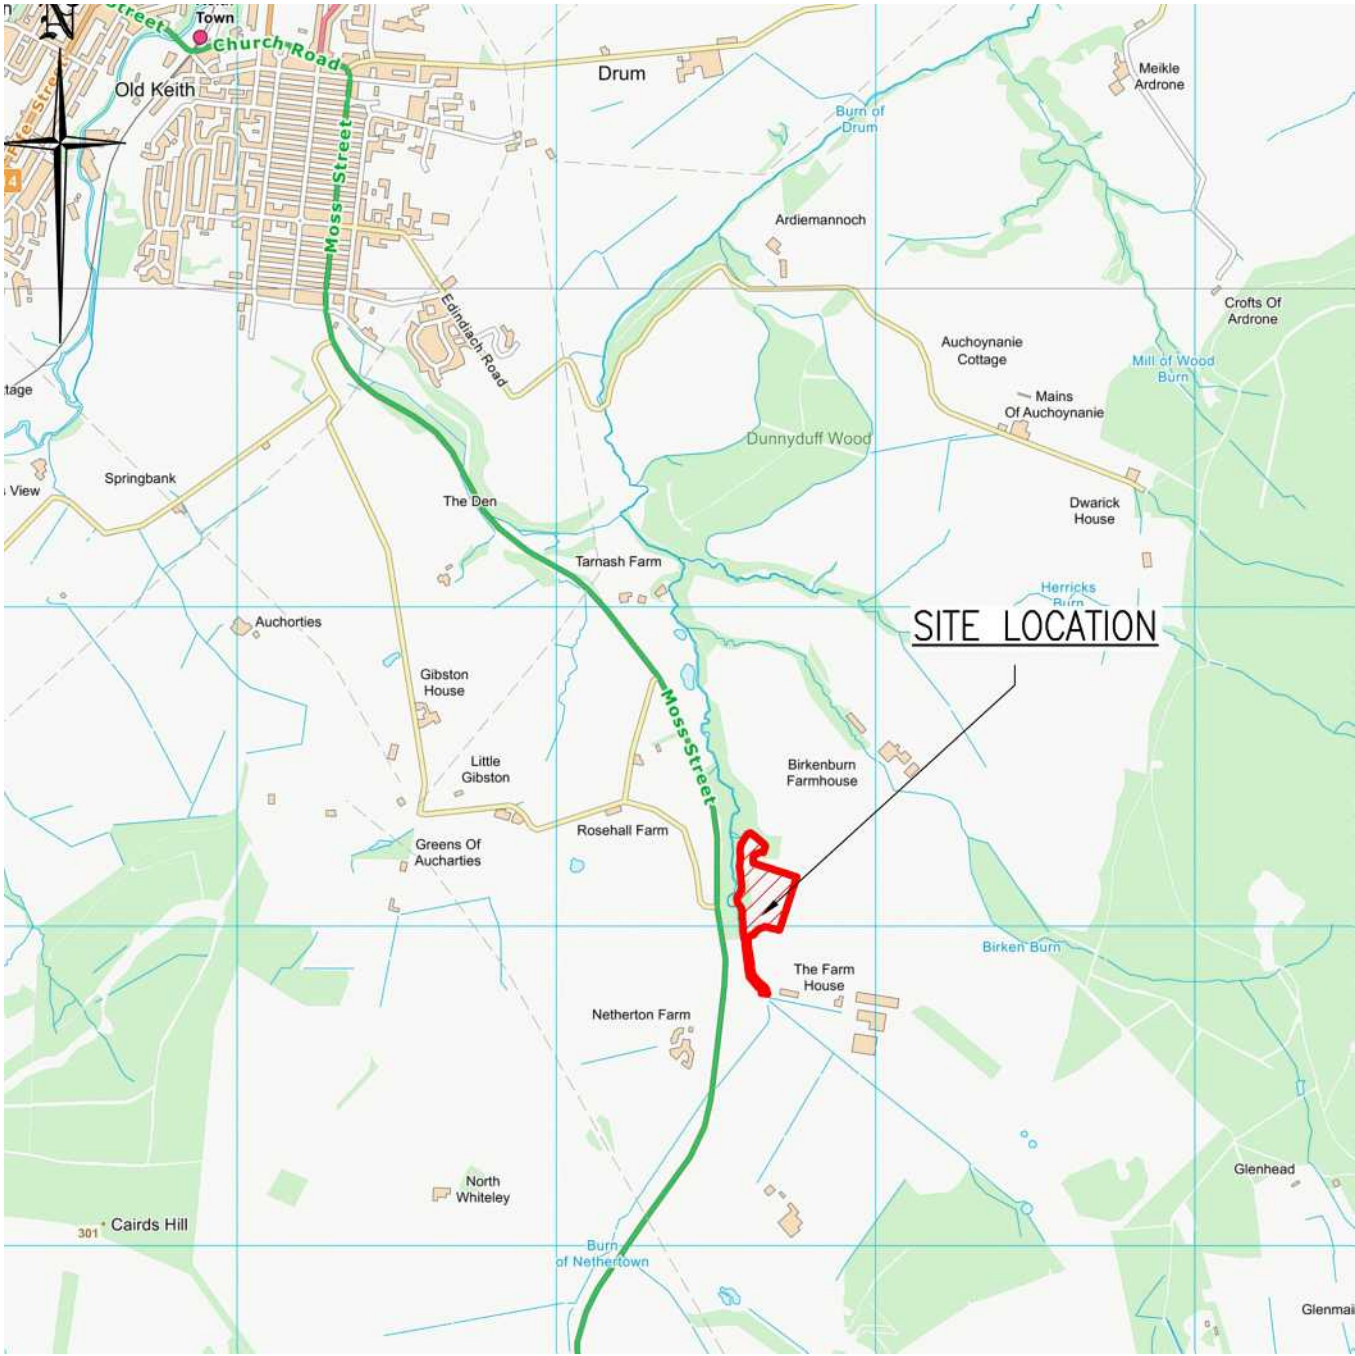 N
Street
Town
Church Road
Drum
Meikle
Ardrone
Old Keith
Burn of
Drum
Moss Street
4
Ardiemannoch
Edindiach Road
Crofts Of
Ardrone
Auchoynanie
Cottage
Mill of Wood
Burn
Mains
Of Auchoynanie
Dunnyduff Wood
View
Springbank
The Den
Dwarick
House
Tarnash Farm
Herricks
Burn
SITE LOCATION
Auchorties
Gibston
House
Moss Street
Little
Gibston
Birkenburn
Farmhouse
Rosehall Farm
Greens Of
Aucharties
Birken Burn
The Farm
House
Netherton Farm
North
Whiteley
Glenhead
301
Cairds Hill
Burn
of Nethertown
Glenmai